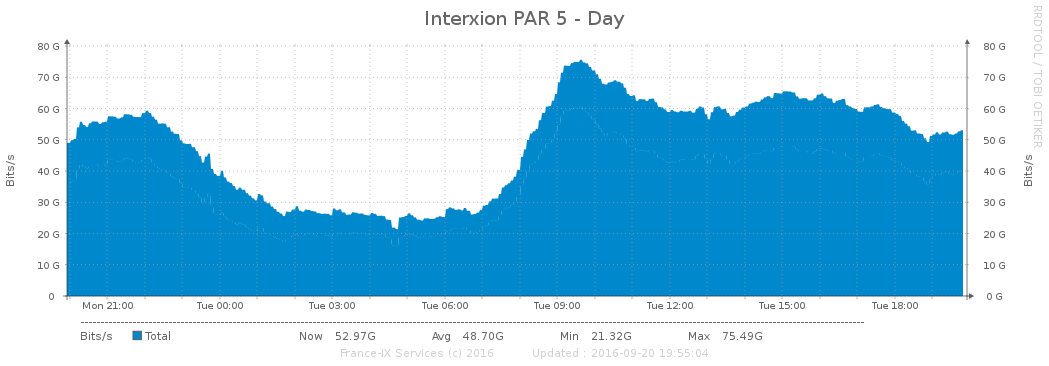 Interxion PAR 5 - Day
RRDTOOL / TOBI OETIKER
80 G 80 G
70 G 70 G
60 G 60 G
50 G 50 G
40 G 40 G
30 G 30 G
20 G 20 G
10 G 10 G
0 0 G
Bits/s
Bits/s
Mon 21:00 Tue 00:00 Tue 03:00 Tue 06:00 Tue 09:00 Tue 12:00 Tue 15:00 Tue 18:00
Bits/s Total Now 52.97G Avg 48.70G Min 21.32G Max 75.49G
France-IX Services (c) 2016 Updated : 2016-09-20 19:55:04